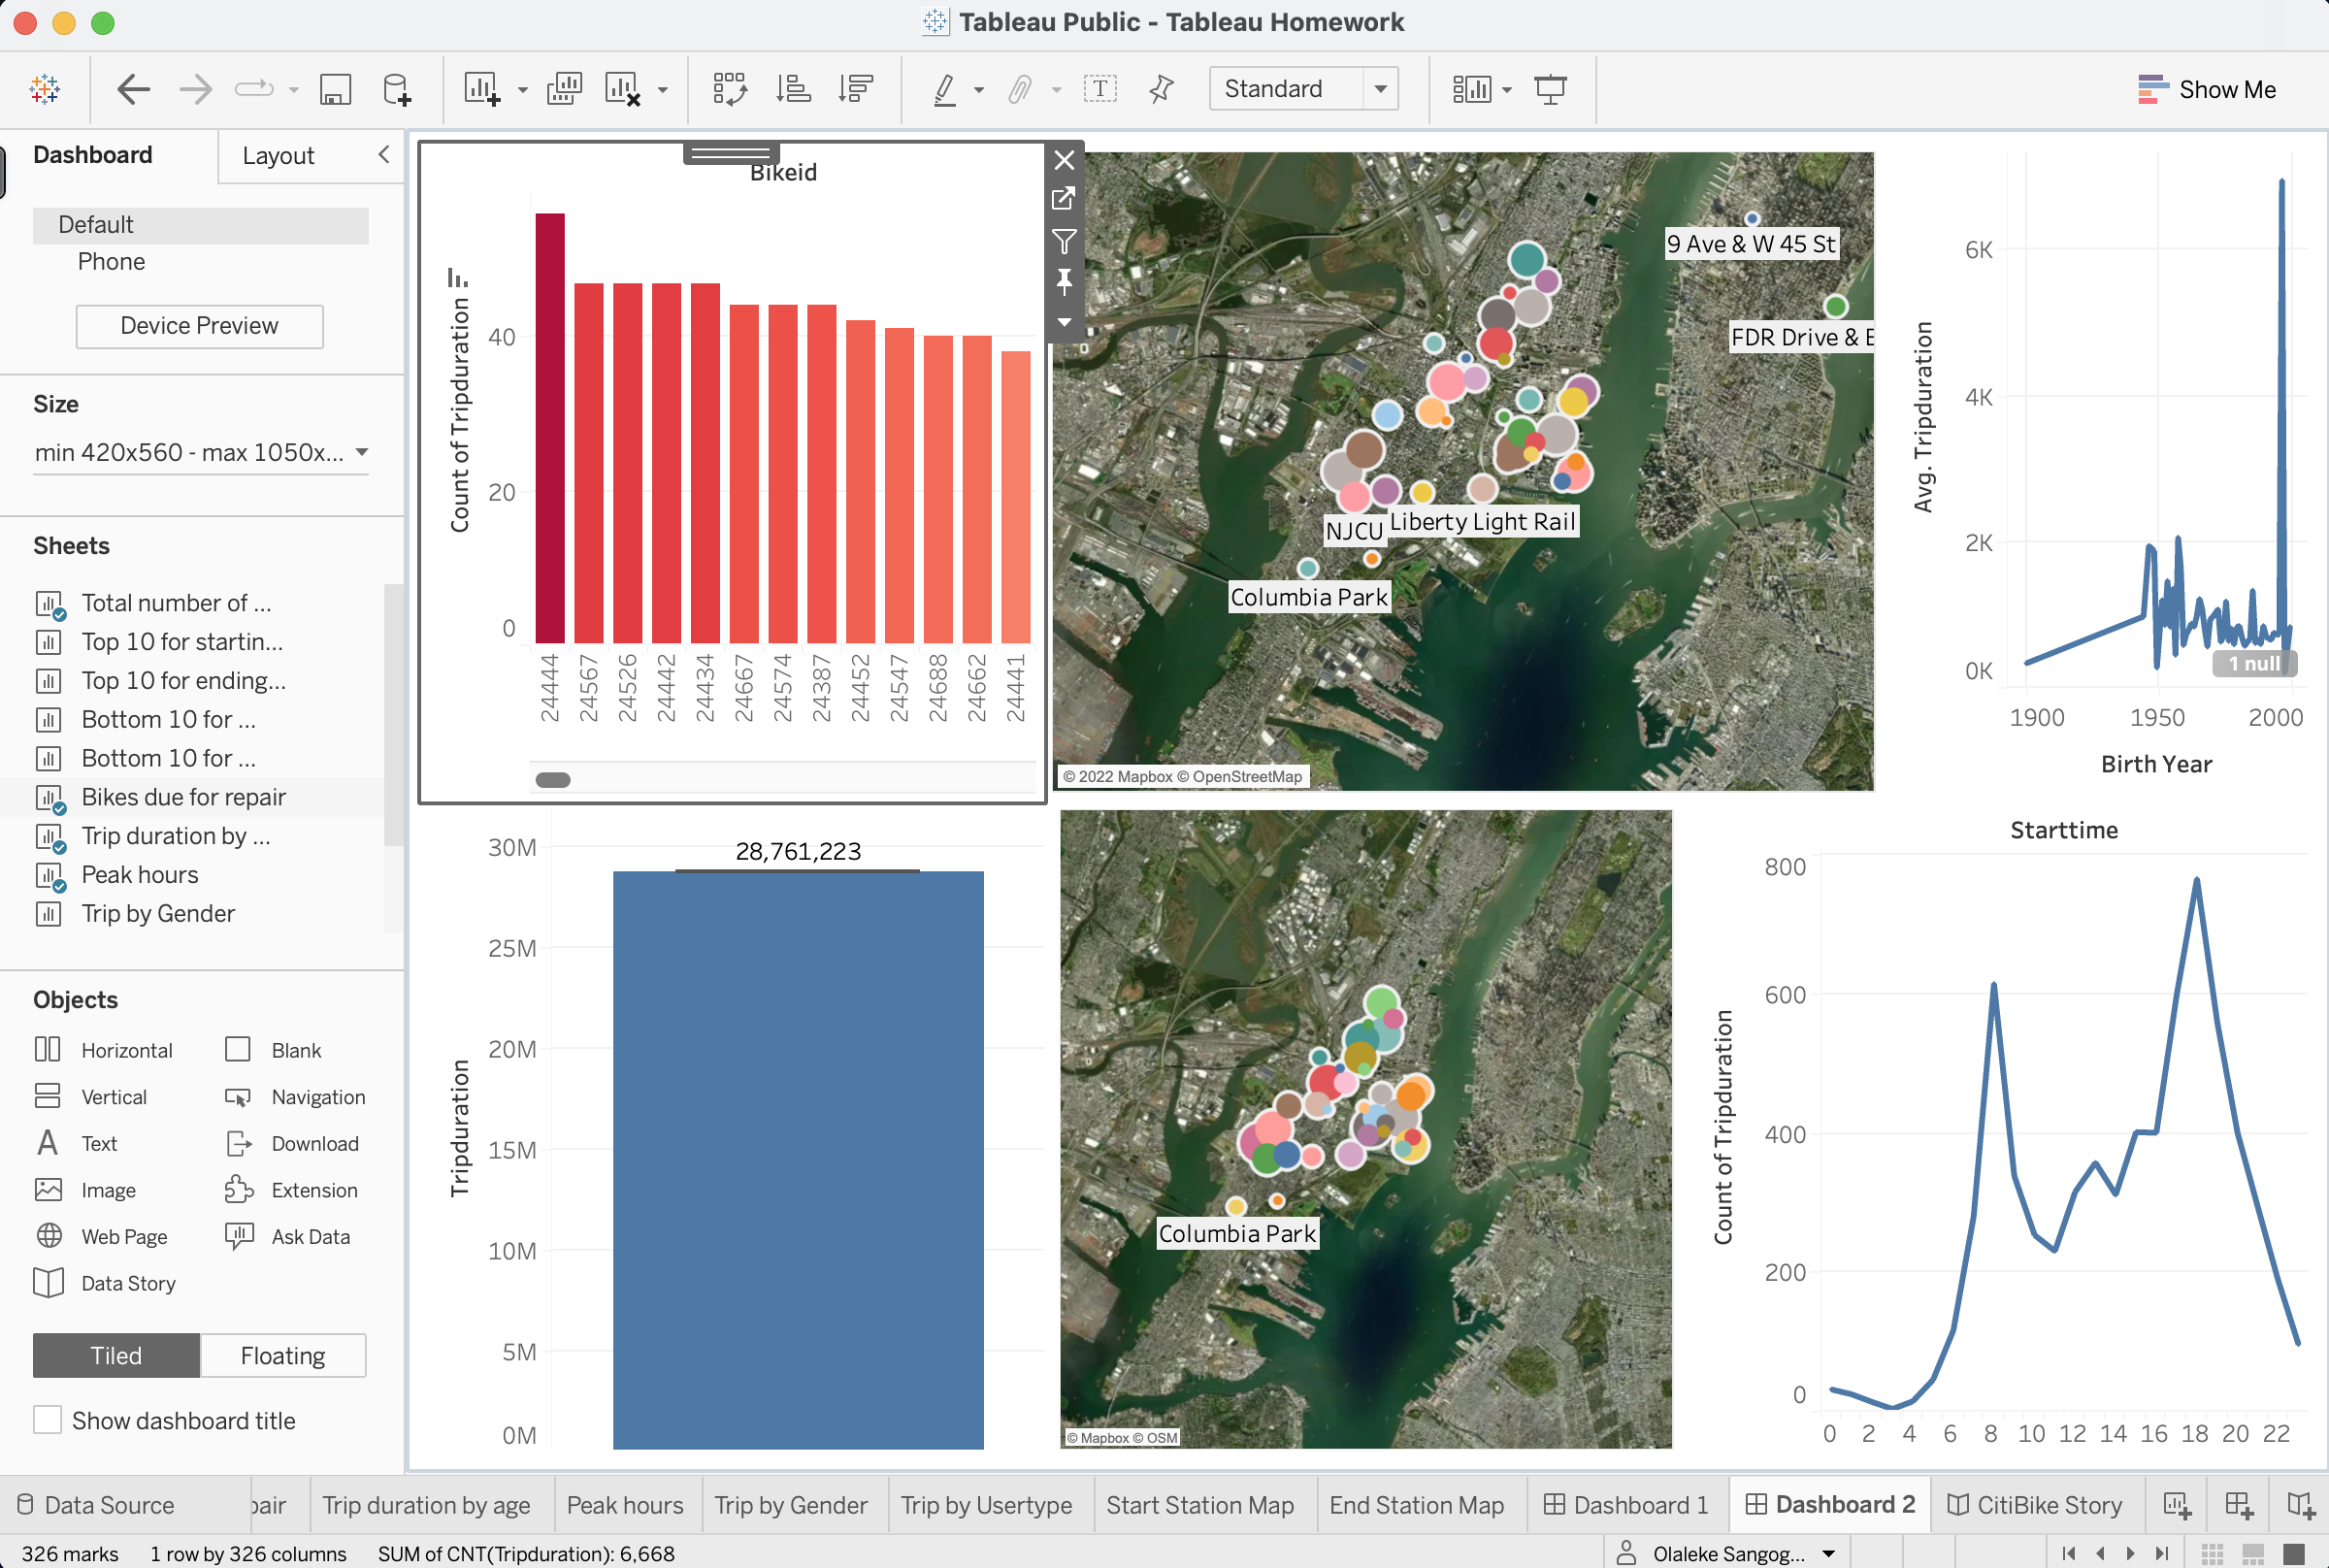 Tableau Public - Tableau Homework
Standard
Show Me
Dashboard
Layout
Default
Phone
Device Preview
Size
min 420x560 - max 1050x...
Sheets
Total number of ...
Top 10 for startin...
Top 10 for ending...
Bottom 10 for ...
Bottom 10 for ...
Bikes due for repair
Trip duration by ...
Peak hours
Trip by Gender
Objects
Horizontal
Blank
Vertical
Navigation
A Text
Download
Image
Extension
Web Page
Ask Data
Data Story
Tiled
Floating
Show dashboard title
Bikeid
Count of Tripduration
40
20
0
24444
24567
24526
24442
24434
24667
24574
24387
24452
24547
24688
24662
24441
9 Ave & W 45 St
FDR Drive & E
NJCU
Liberty Light Rail
Columbia Park
© 2022 Mapbox © OpenStreetMap
Avg. Tripduration
6K
4K
2K
0K
1 null
1900
1950
2000
Birth Year
Tripduration
30M
25M
20M
15M
10M
5M
0M
28,761,223
Columbia Park
© Mapbox © OSM
Starttime
Count of Tripduration
800
600
400
200
0
0 2 4 6 8 10 12 14 16 18 20 22
Data Source
pair
Trip duration by age
Peak hours
Trip by Gender
Trip by Usertype
Start Station Map
End Station Map
Dashboard 1
Dashboard 2
CitiBike Story
326 marks
1 row by 326 columns
SUM of CNT(Tripduration): 6,668
Olaleke Sangog...